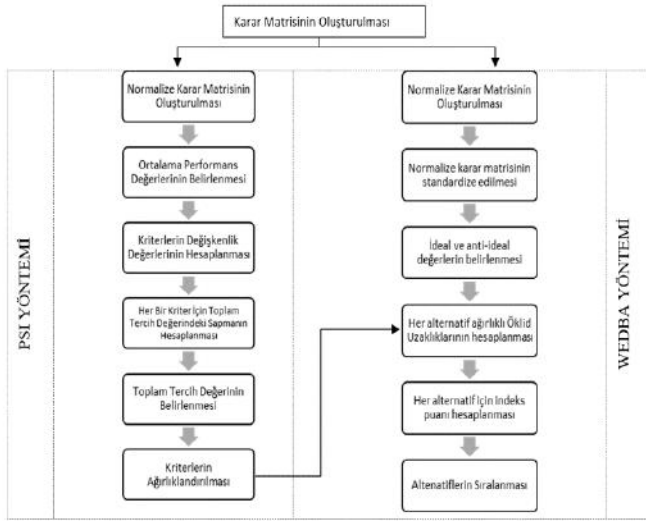 Karar Matrisinin Oluşturulması
PSI YÖNTEMİ
Normalize Karar Matrisinin
Oluşturulması
Ortalama Performans
Değerlerinin Belirlenmesi
Kriterlerin Değişkenlik
Değerlerinin Hesaplanması
Her Bir Kriter İçin Toplam
Tercih Değerindeki Sapmanın
Hesaplanması
Toplam Tercih Değerinin
Belirlenmesi
Kriterlerin
Ağırlıklandırılması
Normalize Karar Matrisinin
Oluşturulması
Normalize karar matrisinin
standardize edilmesi
İdeal ve anti-ideal
değerlerin belirlenmesi
Her alternatif ağırlıklı Öklid
Uzaklıklarının hesaplanması
Her alternatif için indeks
puanı hesaplanması
Altenatiflerin Sıralanması
WEDBA YÖNTEMİ